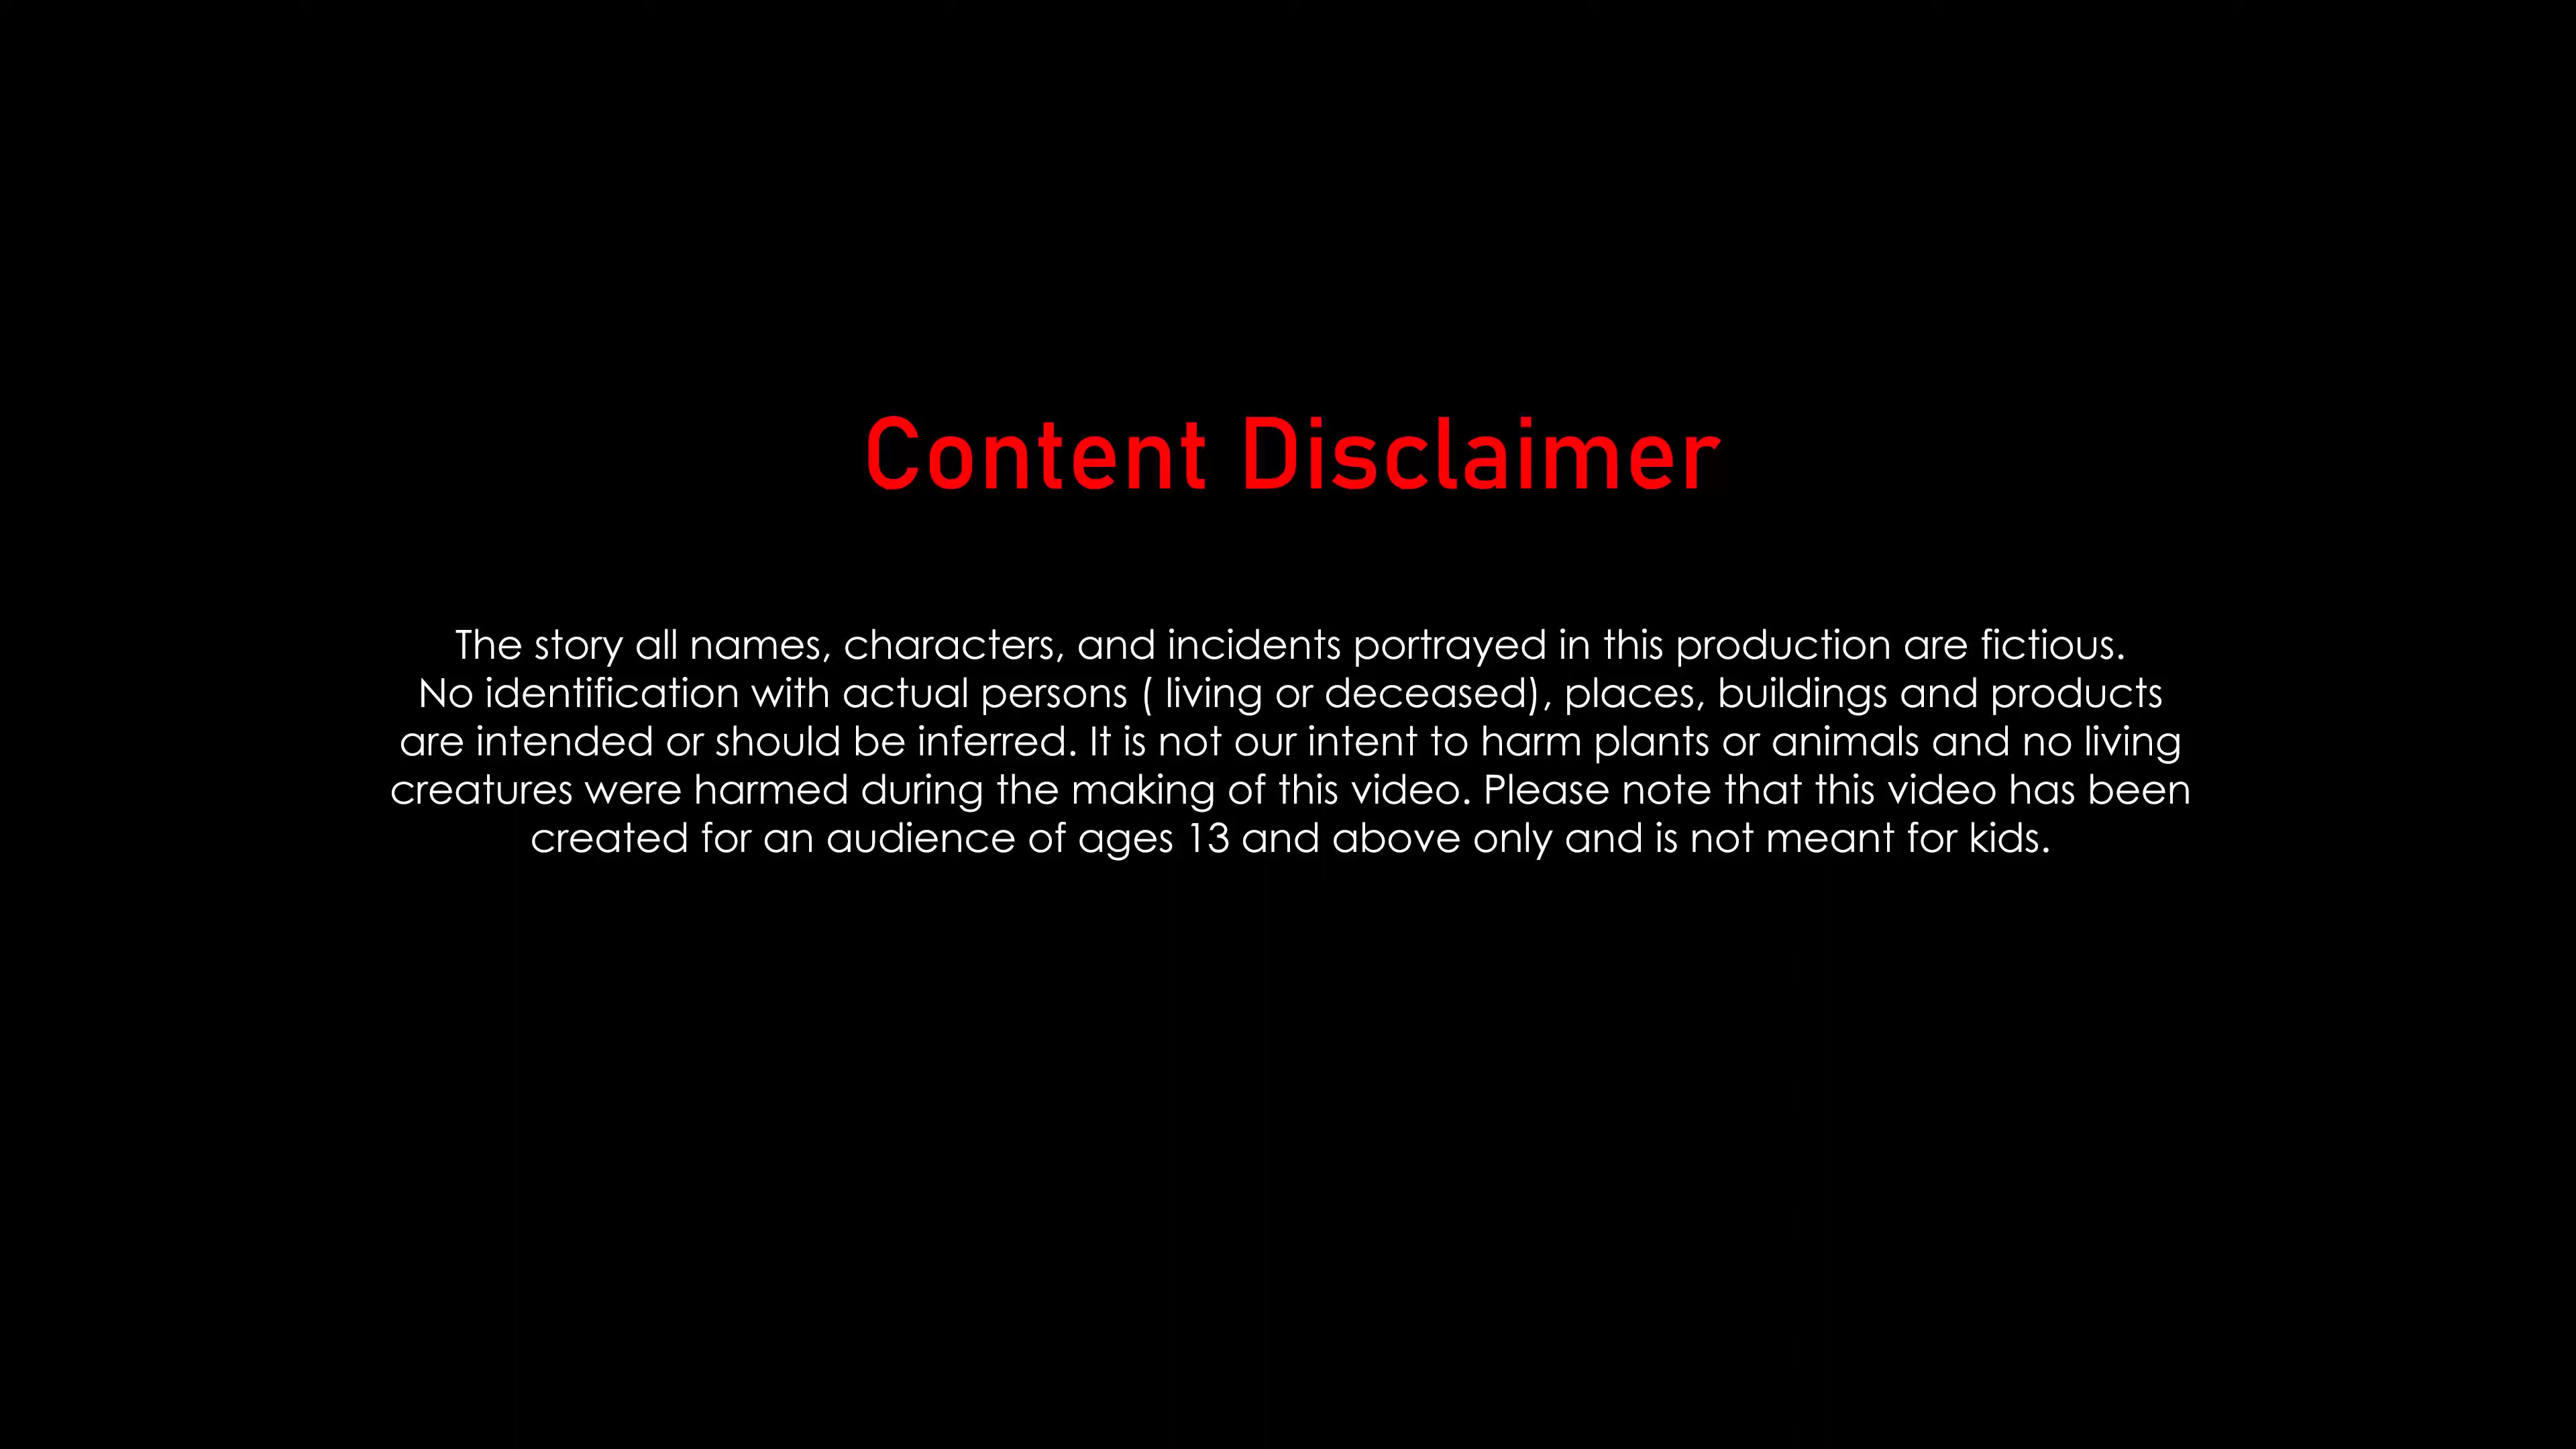 Content Disclaimer
The story all names, characters, and incidents portrayed in this production are fictious.
No identification with actual persons ( living or deceased), places, buildings and products
are intended or should be inferred. It is not our intent to harm plants or animals and no living
creatures were harmed during the making of this video. Please note that this video has been
created for an audience of ages 13 and above only and is not meant for kids.